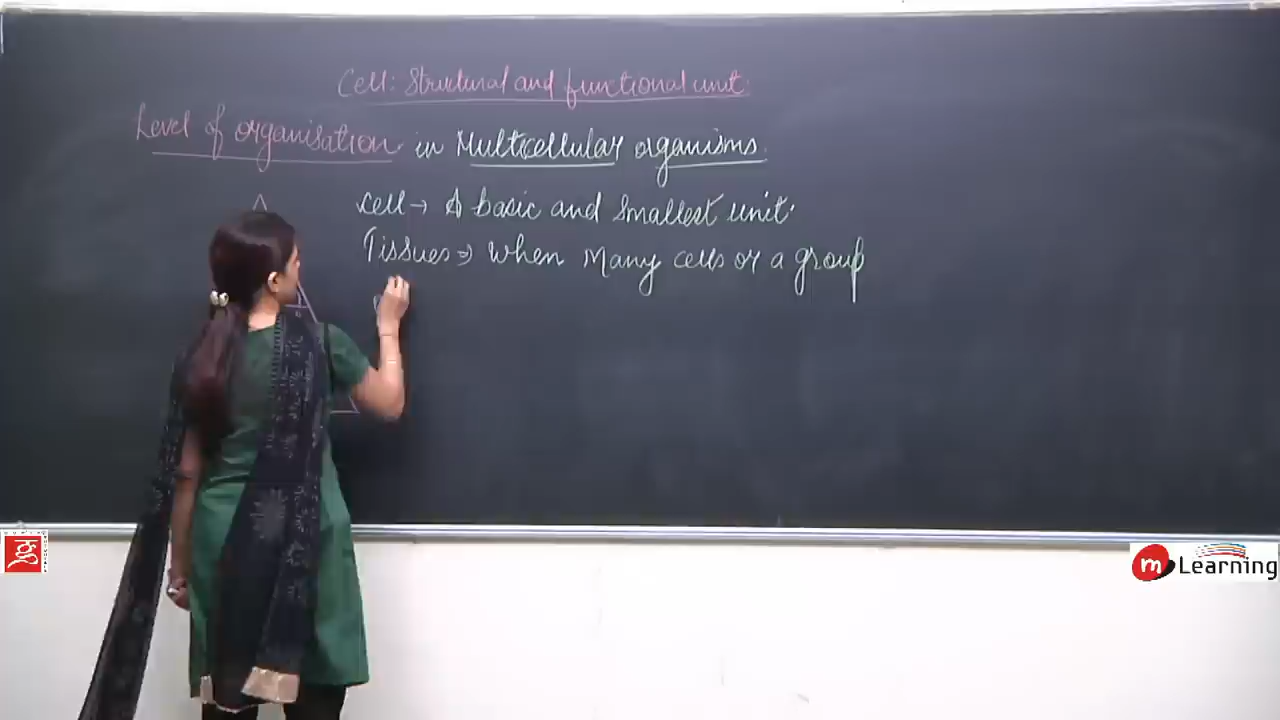 Cell: Structural and functional unit.
Level of organisation in Multicellular organisms.
Cell → A basic and smallest unit.
Tissues ⇒ When Many cells or a group
m Learning